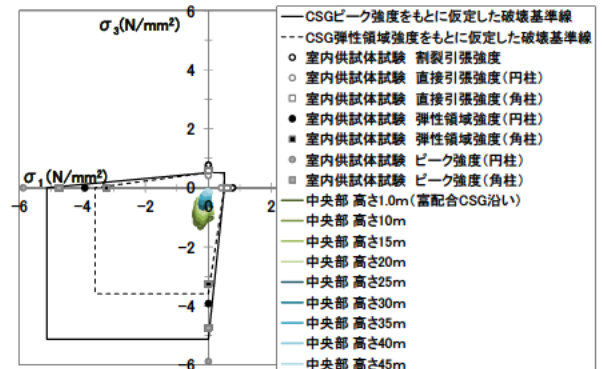 σ3(N/mm²)
6
4
2
σ1(N/mm²)
−6
−4
−2
0
0
2
−2
−4
−6
CSGピーク強度をもとに仮定した破壊基準線
CSG弾性領域強度をもとに仮定した破壊基準線
室内供試体試験 割裂引張強度
室内供試体試験 直接引張強度(円柱)
室内供試体試験 直接引張強度(角柱)
室内供試体試験 弾性領域強度(円柱)
室内供試体試験 弾性領域強度(角柱)
室内供試体試験 ピーク強度(円柱)
室内供試体試験 ピーク強度(角柱)
中央部 高さ1.0m(富配合CSG沿い)
中央部 高さ10m
中央部 高さ15m
中央部 高さ20m
中央部 高さ25m
中央部 高さ30m
中央部 高さ35m
中央部 高さ40m
中央部 高さ45m